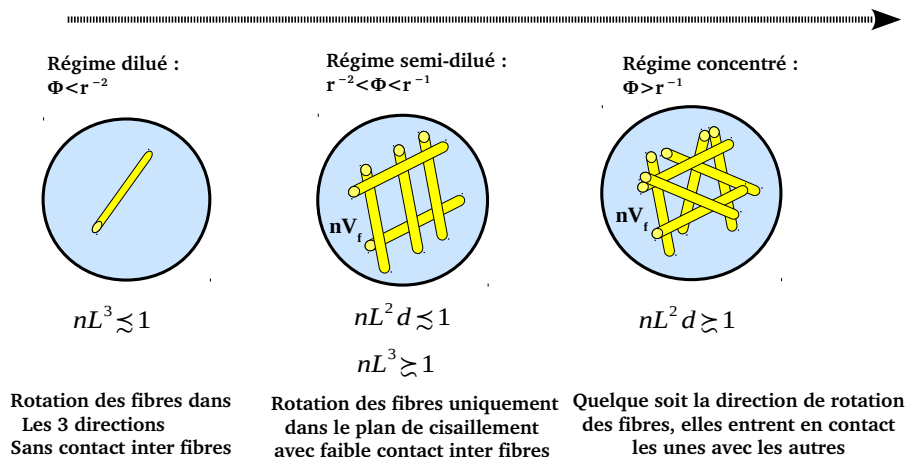 Régime dilué :
Φ<r⁻²
Régime semi-dilué :
r⁻²<Φ<r⁻¹
Régime concentré :
Φ>r⁻¹
nV_f
nV_f
nL³≾1
nL²d≾1
nL³≿1
nL²d≿1
Rotation des fibres dans
Les 3 directions
Sans contact inter fibres
Rotation des fibres uniquement
dans le plan de cisaillement
avec faible contact inter fibres
Quelque soit la direction de rotation
des fibres, elles entrent en contact
les unes avec les autres